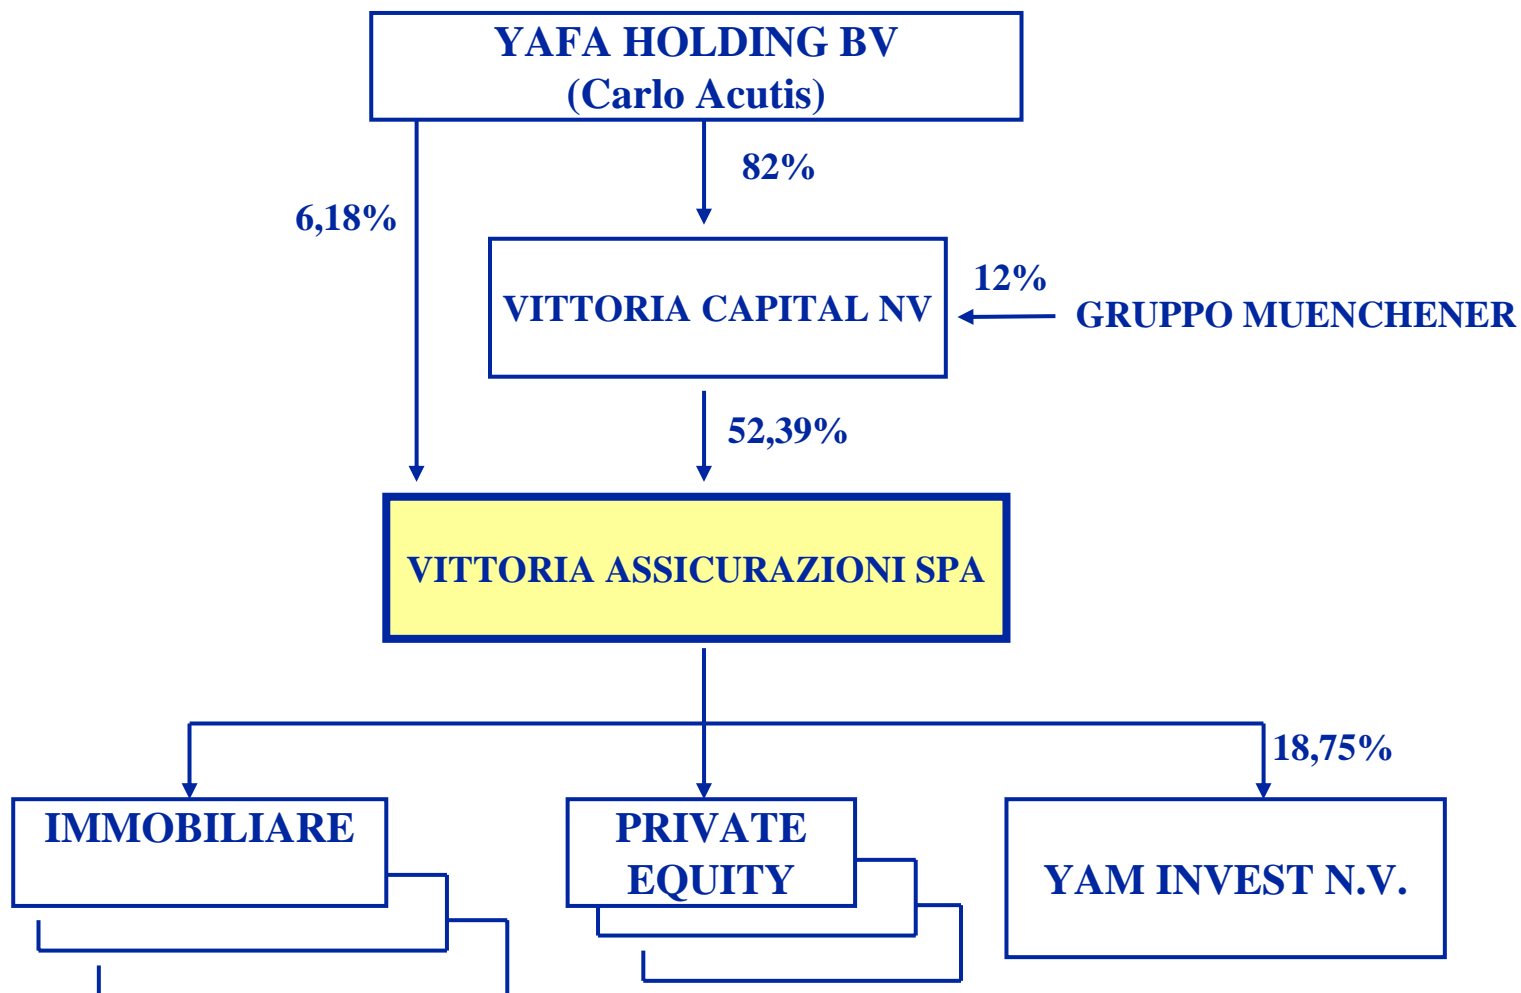 YAFA HOLDING BV
(Carlo Acutis)
82%
6,18%
12%
VITTORIA CAPITAL NV
GRUPPO MUENCHENER
52,39%
VITTORIA ASSICURAZIONI SPA
18,75%
IMMOBILIARE
PRIVATE
EQUITY
YAM INVEST N.V.